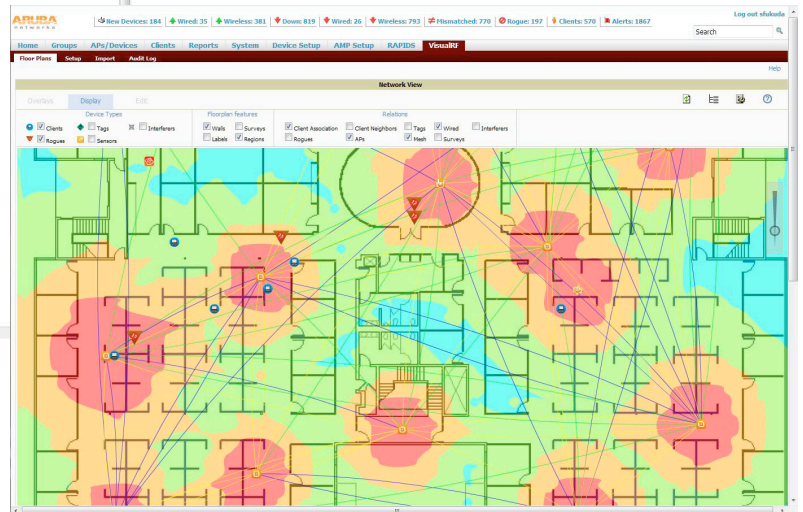 ARUBA
networks
New Devices: 184 Wired: 35 Wireless: 381 Down: 819 Wired: 26 Wireless: 793 Mismatched: 770 Rogue: 197 Clients: 570 Alerts: 1867
Log out sfukuda
Search
Home Groups APs/Devices Clients Reports System Device Setup AMP Setup RAPIDS VisualRF
Floor Plans Setup Import Audit Log
Help
Network View
Overlays Display Edit
Device Types Floorplan features Relations
Clients Tags Interferers Walls Surveys Client Association Client Neighbors Tags Wired Interferers
Rogues Sensors Labels Regions Rogues APs Mesh Surveys